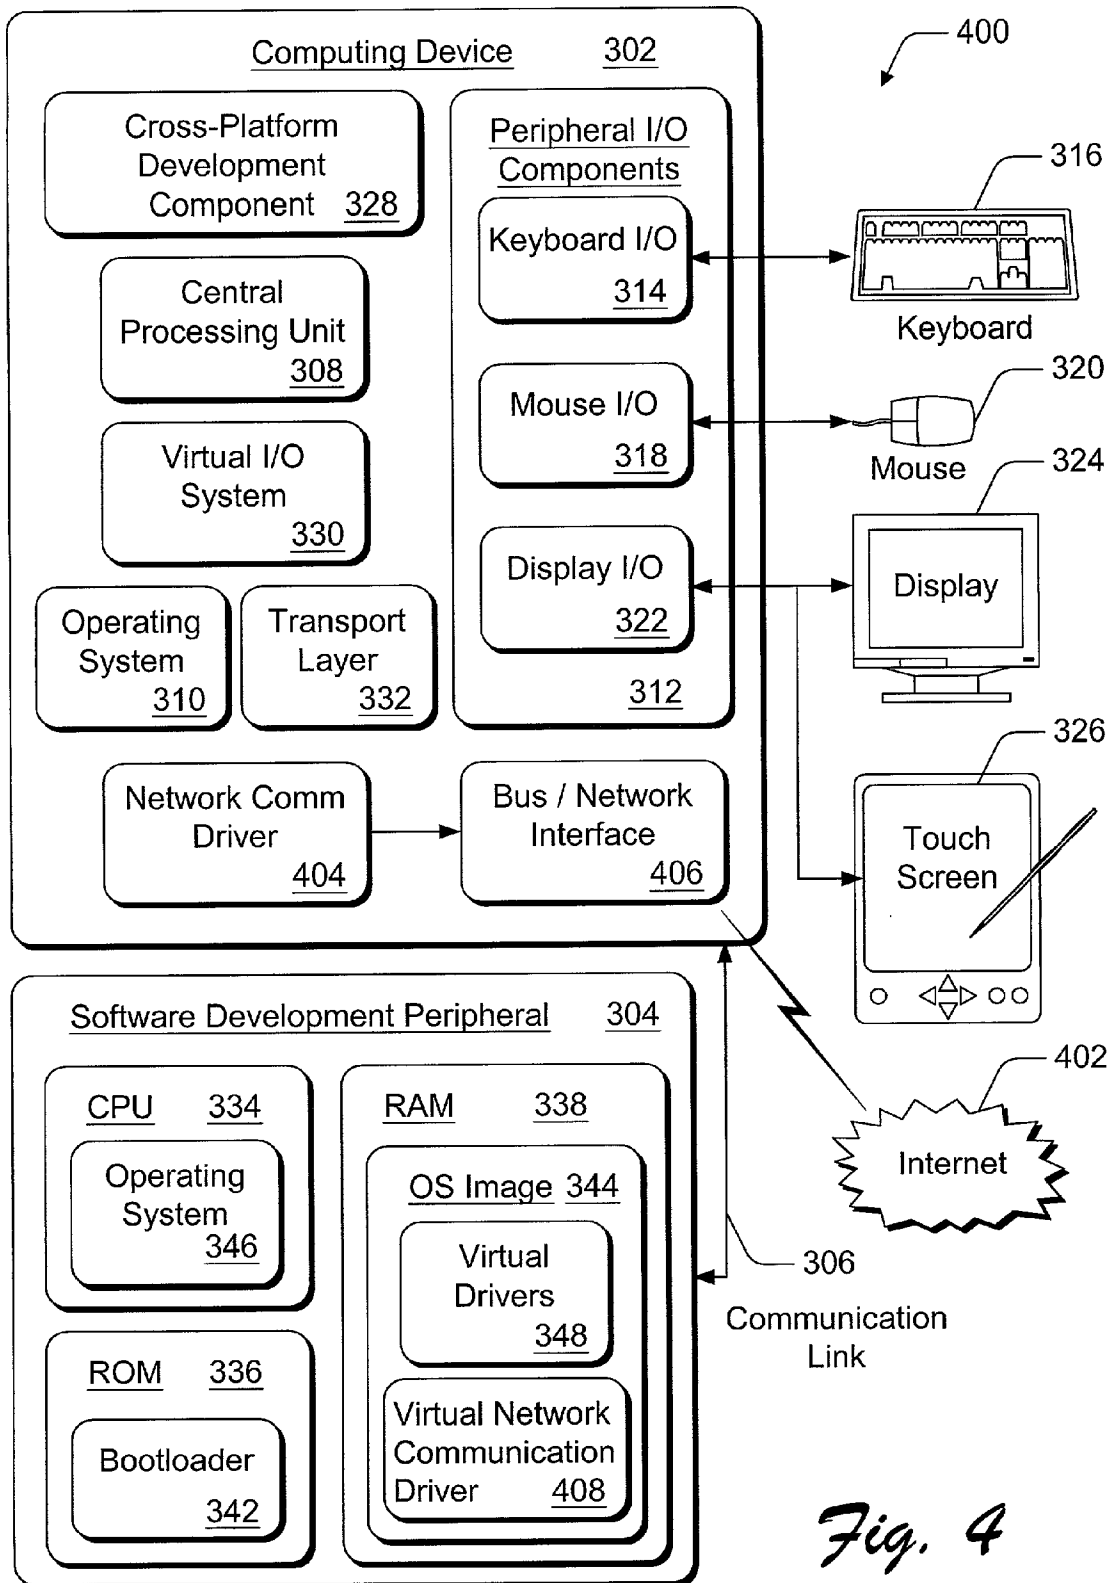 Computing Device 302
400
Cross-Platform
Development
Component 328
Peripheral I/O
Components
316
Keyboard I/O
314
Keyboard
Central
Processing Unit
308
320
Mouse I/O
318
Mouse
Virtual I/O
System
330
324
Display I/O
322
Display
Operating
System
310
Transport
Layer
332
312
326
Network Comm
Driver
404
Bus / Network
Interface
406
Touch
Screen
Software Development Peripheral 304
402
Internet
CPU 334
Operating
System
346
RAM 338
OS Image 344
Virtual
Drivers
348
306
Communication
Link
ROM 336
Bootloader
342
Virtual Network
Communication
Driver 408
Fig. 4